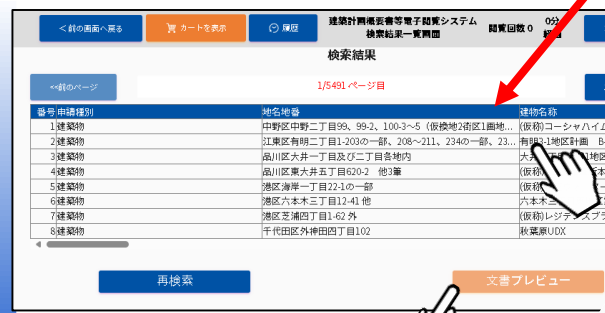 ＜前の画面へ戻る
カートを表示
履歴
建築計画概要書等電子閲覧システム
検索結果一覧画面
閲覧回数 0
0分
検索結果
<<前のページ
1/5491 ページ目
番号 申請種別 地名地番 建物名称
1 建築物 中野区中野二丁目99、99-2、100-3～5（仮換地2街区1画地... (仮称)コーシャハイム
2 建築物 江東区有明二丁目1-203の一部、208～211、234の一部、23... 有明3-1地区計画 B-
3 建築物 品川区大井一丁目及び二丁目各地内
4 建築物 品川区東大井五丁目620-2 他3筆 (仮称)
5 建築物 港区海岸一丁目22-1の一部 (仮称)
6 建築物 港区六本木三丁目12-41 他 六本木三
7 建築物 港区芝浦四丁目1-62 外 (仮称)レジデンスプラ
8 建築物 千代田区外神田四丁目102 秋葉原UDX
再検索
文書プレビュー